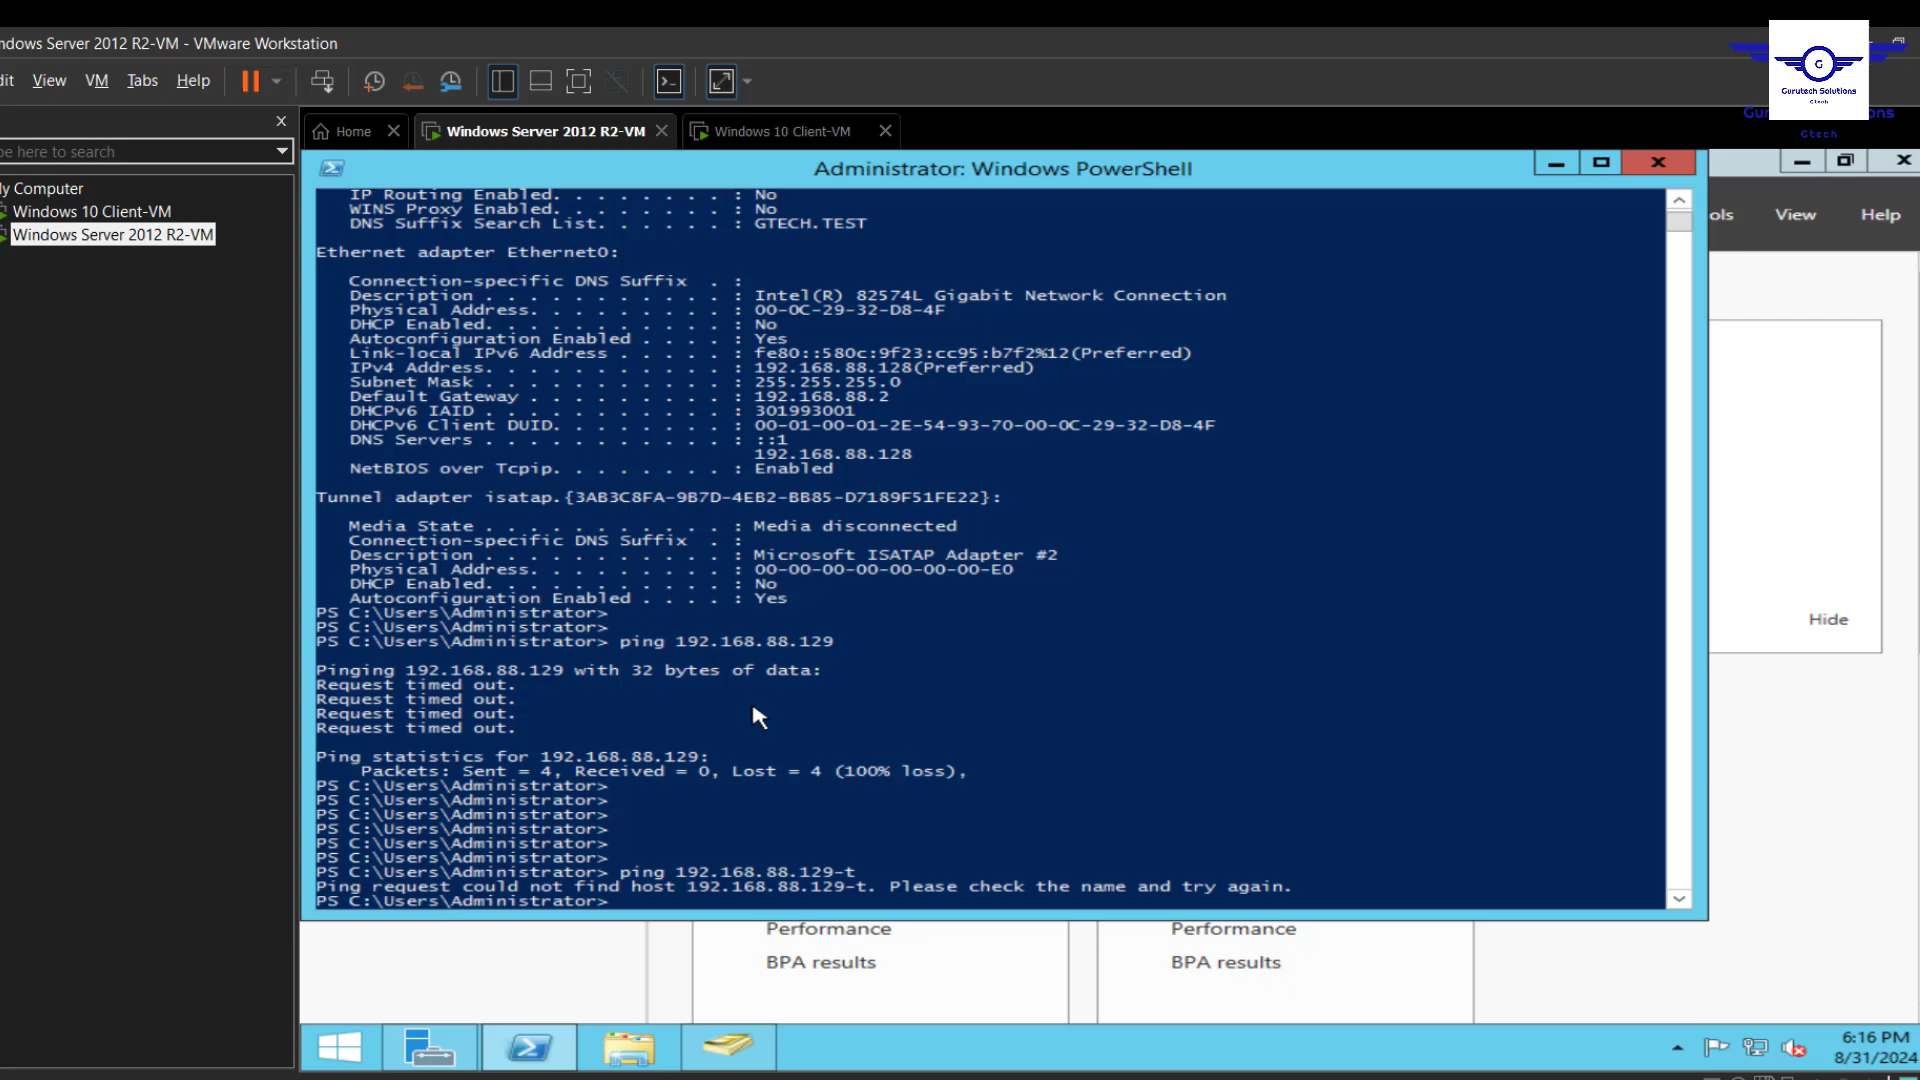 ndows Server 2012 R2-VM - VMware Workstation
dit View VM Tabs Help
Gurutech Solutions
Gtech
Gu ons
Gtech
pe here to search
Home Windows Server 2012 R2-VM Windows 10 Client-VM
Administrator: Windows PowerShell
ly Computer
Windows 10 Client-VM
Windows Server 2012 R2-VM
ols View Help
IP Routing Enabled. . . . . . . . : No
WINS Proxy Enabled. . . . . . . . : No
DNS Suffix Search List. . . . . . : GTECH.TEST
Ethernet adapter Ethernet0:
Connection-specific DNS Suffix . :
Description . . . . . . . . . . . : Intel(R) 82574L Gigabit Network Connection
Physical Address. . . . . . . . . : 00-0C-29-32-D8-4F
DHCP Enabled. . . . . . . . . . . : No
Autoconfiguration Enabled . . . . : Yes
Link-local IPv6 Address . . . . . : fe80::580c:9f23:cc95:b7f2%12(Preferred)
IPv4 Address. . . . . . . . . . . : 192.168.88.128(Preferred)
Subnet Mask . . . . . . . . . . . : 255.255.255.0
Default Gateway . . . . . . . . . : 192.168.88.2
DHCPv6 IAID . . . . . . . . . . . : 301993001
DHCPv6 Client DUID. . . . . . . . : 00-01-00-01-2E-54-93-70-00-0C-29-32-D8-4F
DNS Servers . . . . . . . . . . . : ::1
192.168.88.128
NetBIOS over Tcpip. . . . . . . . : Enabled
Tunnel adapter isatap.{3AB3C8FA-9B7D-4EB2-BB85-D7189F51FE22}:
Media State . . . . . . . . . . . : Media disconnected
Connection-specific DNS Suffix . :
Description . . . . . . . . . . . : Microsoft ISATAP Adapter #2
Physical Address. . . . . . . . . : 00-00-00-00-00-00-00-E0
DHCP Enabled. . . . . . . . . . . : No
Autoconfiguration Enabled . . . . : Yes
PS C:\Users\Administrator>
PS C:\Users\Administrator>
PS C:\Users\Administrator> ping 192.168.88.129
Pinging 192.168.88.129 with 32 bytes of data:
Request timed out.
Request timed out.
Request timed out.
Request timed out.
Ping statistics for 192.168.88.129:
Packets: Sent = 4, Received = 0, Lost = 4 (100% loss),
PS C:\Users\Administrator>
PS C:\Users\Administrator>
PS C:\Users\Administrator>
PS C:\Users\Administrator>
PS C:\Users\Administrator>
PS C:\Users\Administrator>
PS C:\Users\Administrator> ping 192.168.88.129-t
Ping request could not find host 192.168.88.129-t. Please check the name and try again.
PS C:\Users\Administrator>
Hide
Performance Performance
BPA results BPA results
6:16 PM
8/31/2024